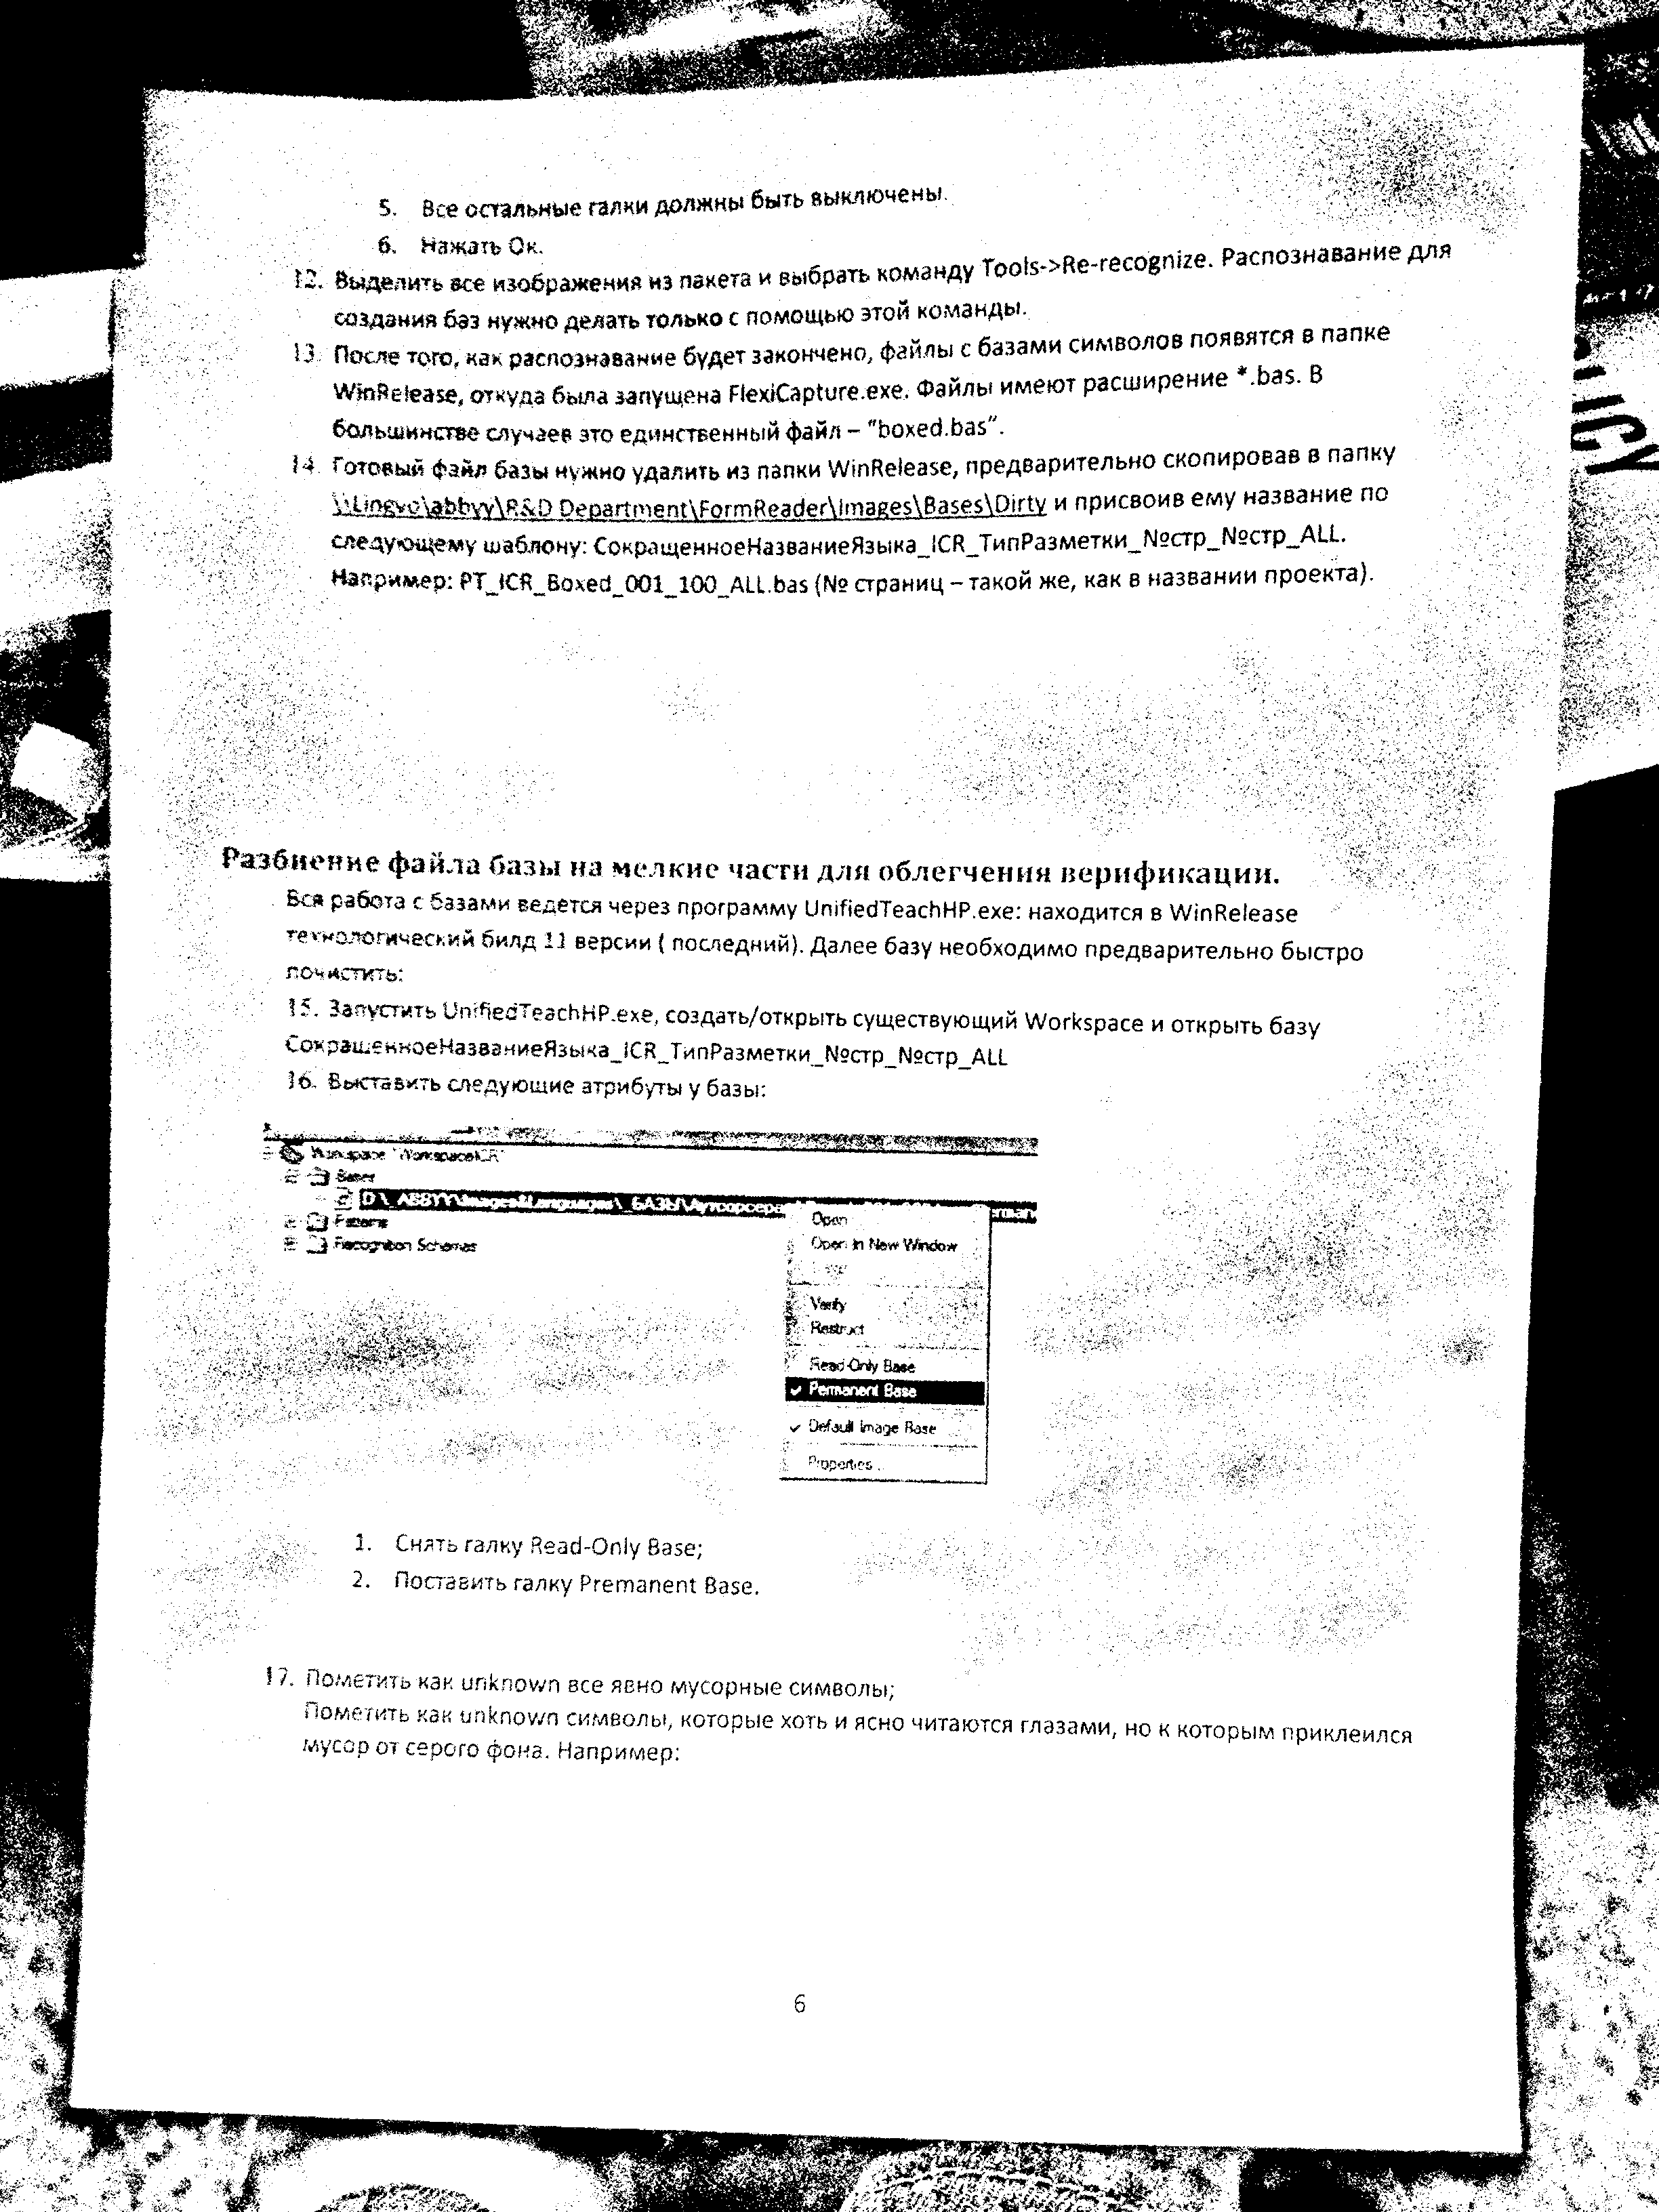 5. Все остальные галки должны быть выключены.
6. Нажать Ок.
12. Выделить все изображения из пакета и выбрать команду Tools->Re-recognize. Распознавание для
создания баз нужно делать только с помощью этой команды.
13. После того, как распознавание будет закончено, файлы с базами символов появятся в папке
WinRelease, откуда была запущена FlexiCapture.exe. Файлы имеют расширение *.bas. В
большинстве случаев это единственный файл – "boxed.bas".
14. Готовый файл базы нужно удалить из папки WinRelease, предварительно скопировав в папку
\\Lingvo\abbyy\R&D Department\FormReader\Images\Bases\Dirty и присвоив ему название по
следующему шаблону: СокращенноеНазваниеЯзыка_ICR_ТипРазметки_№стр_№стр_ALL.
Например: PT_ICR_Boxed_001_100_ALL.bas (№ страниц – такой же, как в названии проекта).
Разбиение файла базы на мелкие части для облегчения верификации.
Вся работа с базами ведется через программу UnifiedTeachHP.exe: находится в WinRelease
технологический билд 11 версии ( последний). Далее базу необходимо предварительно быстро
почистить:
15. Запустить UnifiedTeachHP.exe, создать/открыть существующий Workspace и открыть базу
СокращенноеНазваниеЯзыка_ICR_ТипРазметки_№стр_№стр_ALL
16. Выставить следующие атрибуты у базы:
Workspace 'WorkspaceICR'
Bases
D:\_ABBYY\Images&Languages\_БАЗЫ\Аутсорсера
Patterns
Recognition Schemas
Open
Open in New Window
Verify
Restruct
Read-Only Base
Permanent Base
Default Image Base
Properties...
1. Снять галку Read-Only Base;
2. Поставить галку Premanent Base.
17. Пометить как unknown все явно мусорные символы;
Пометить как unknown символы, которые хоть и ясно читаются глазами, но к которым приклеился
мусор от серого фона. Например:
6